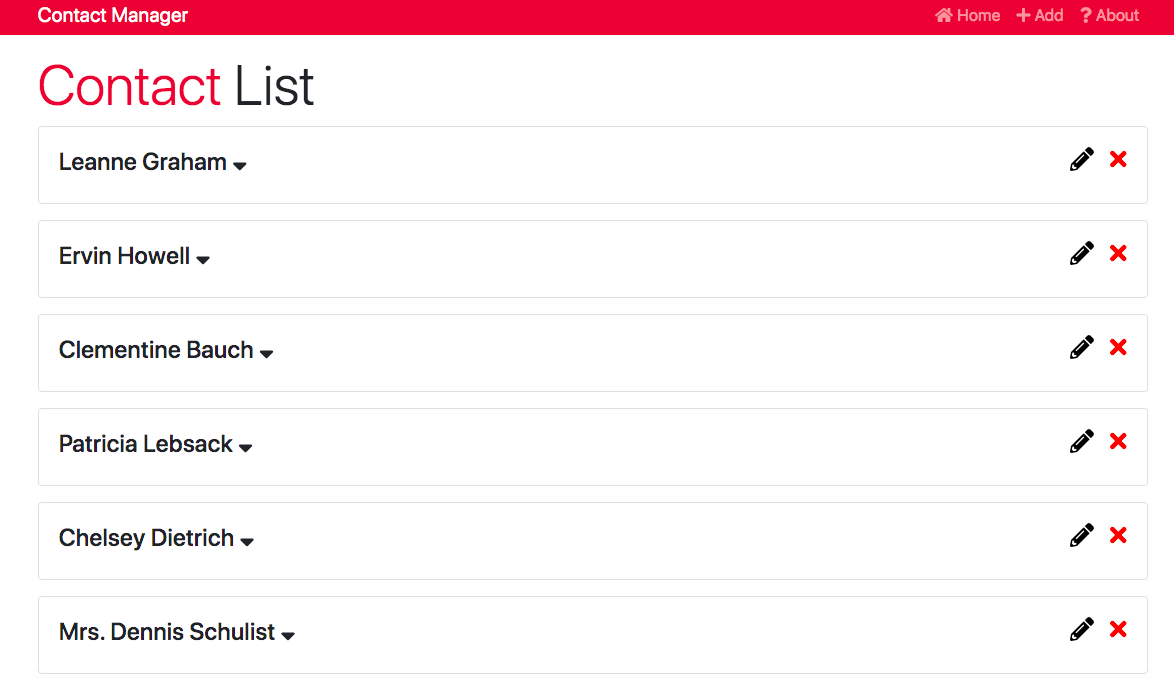 Contact Manager Home Add About
Contact List
Leanne Graham
Ervin Howell
Clementine Bauch
Patricia Lebsack
Chelsey Dietrich
Mrs. Dennis Schulist